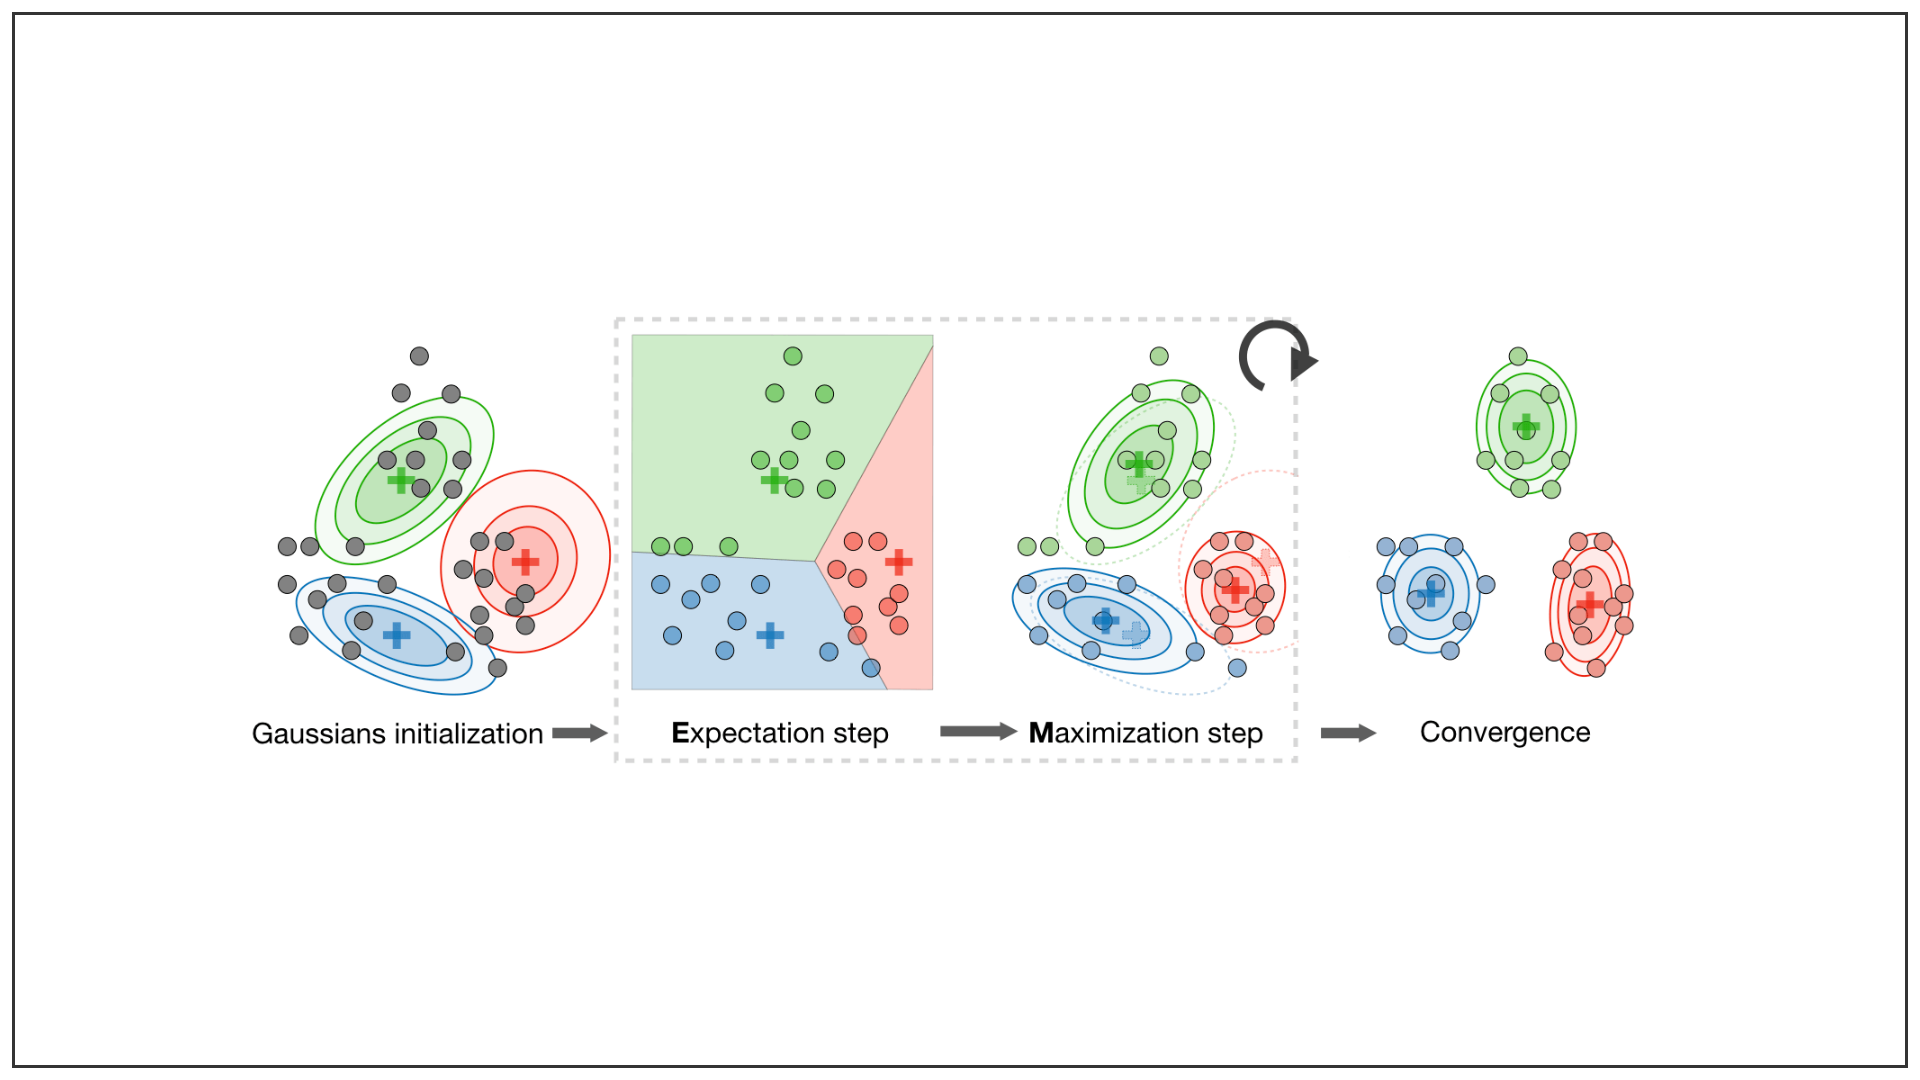 Gaussians initialization
Expectation step
Maximization step
Convergence